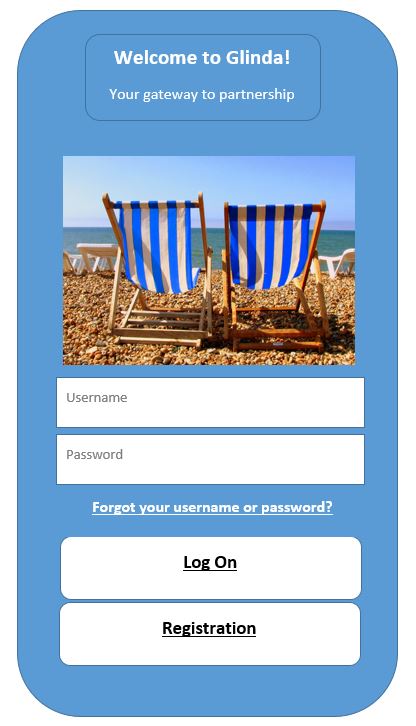 Welcome to Glinda!
Your gateway to partnership
Username
Password
Forgot your username or password?
Log On
Registration